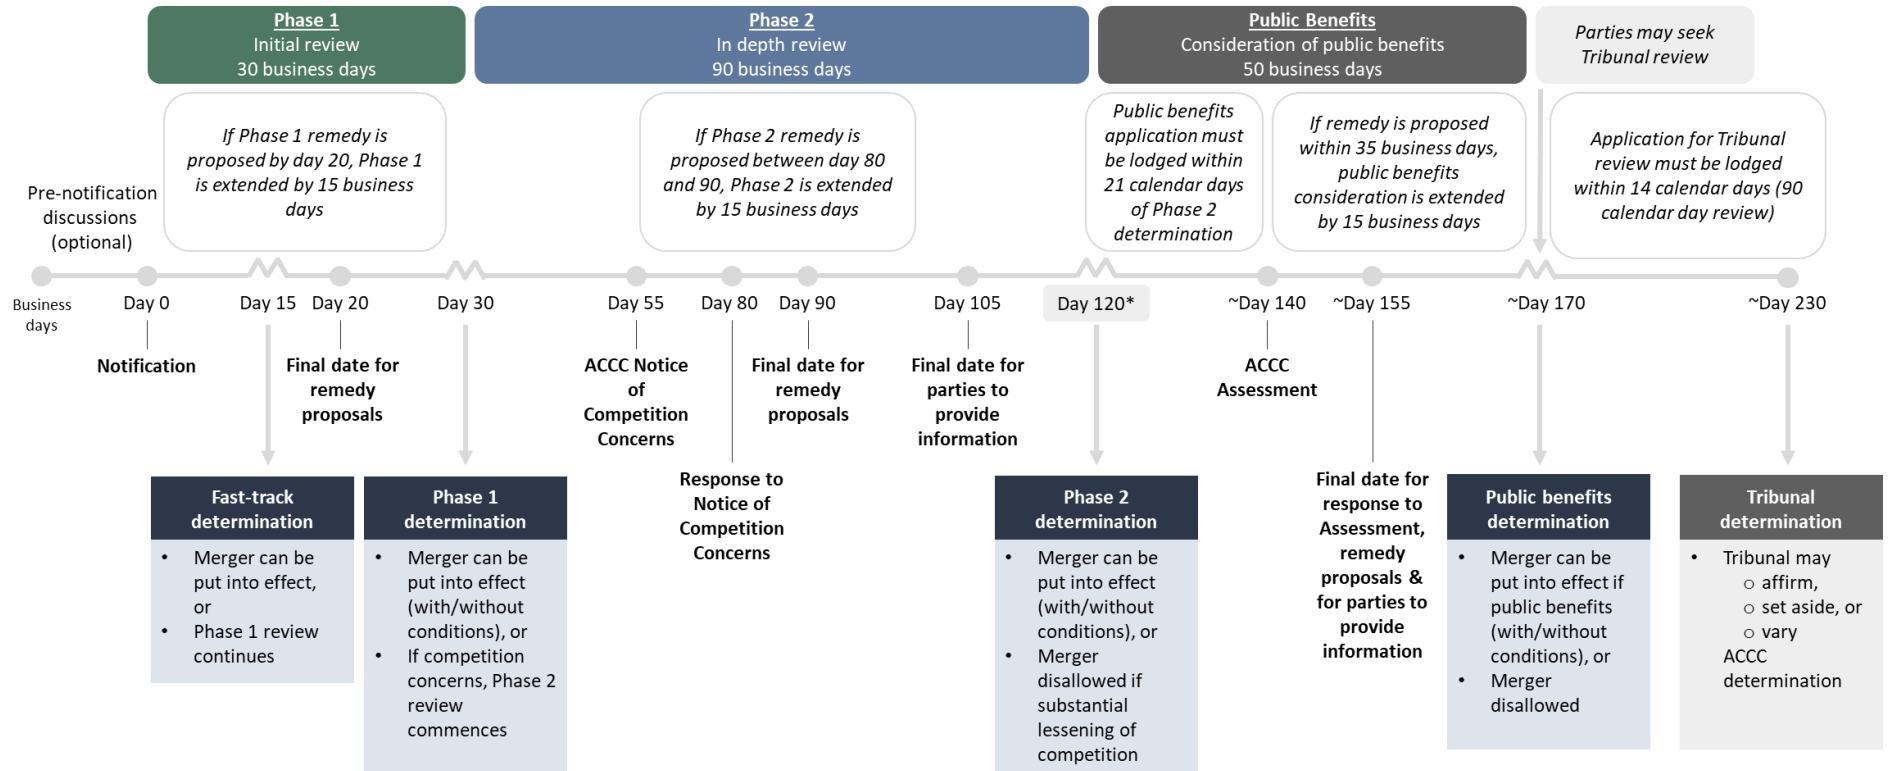 Phase 1
Initial review
30 business days
Phase 2
In depth review
90 business days
Public Benefits
Consideration of public benefits
50 business days
Parties may seek
Tribunal review
If Phase 1 remedy is
proposed by day 20, Phase 1
is extended by 15 business
days
If Phase 2 remedy is
proposed between day 80
and 90, Phase 2 is extended
by 15 business days
Public benefits
application must
be lodged within
21 calendar days
of Phase 2
determination
If remedy is proposed
within 35 business days,
public benefits
consideration is extended
by 15 business days
Application for Tribunal
review must be lodged
within 14 calendar days (90
calendar day review)
Pre-notification
discussions
(optional)
Business
days
Day 0
Day 15
Day 20
Day 30
Day 55
Day 80
Day 90
Day 105
Day 120*
~Day 140
~Day 155
~Day 170
~Day 230
Notification
Final date for
remedy
proposals
ACCC Notice
of
Competition
Concerns
Response to
Notice of
Competition
Concerns
Final date for
remedy
proposals
Final date for
parties to
provide
information
ACCC
Assessment
Final date for
response to
Assessment,
remedy
proposals &
for parties to
provide
information
Fast-track
determination
• Merger can be
put into effect,
or
• Phase 1 review
continues
Phase 1
determination
• Merger can be
put into effect
(with/without
conditions), or
• If competition
concerns, Phase 2
review
commences
Phase 2
determination
• Merger can be
put into effect
(with/without
conditions), or
• Merger
disallowed if
substantial
lessening of
competition
Public benefits
determination
• Merger can be
put into effect if
public benefits
(with/without
conditions), or
• Merger
disallowed
Tribunal
determination
• Tribunal may
o affirm,
o set aside, or
o vary
ACCC
determination